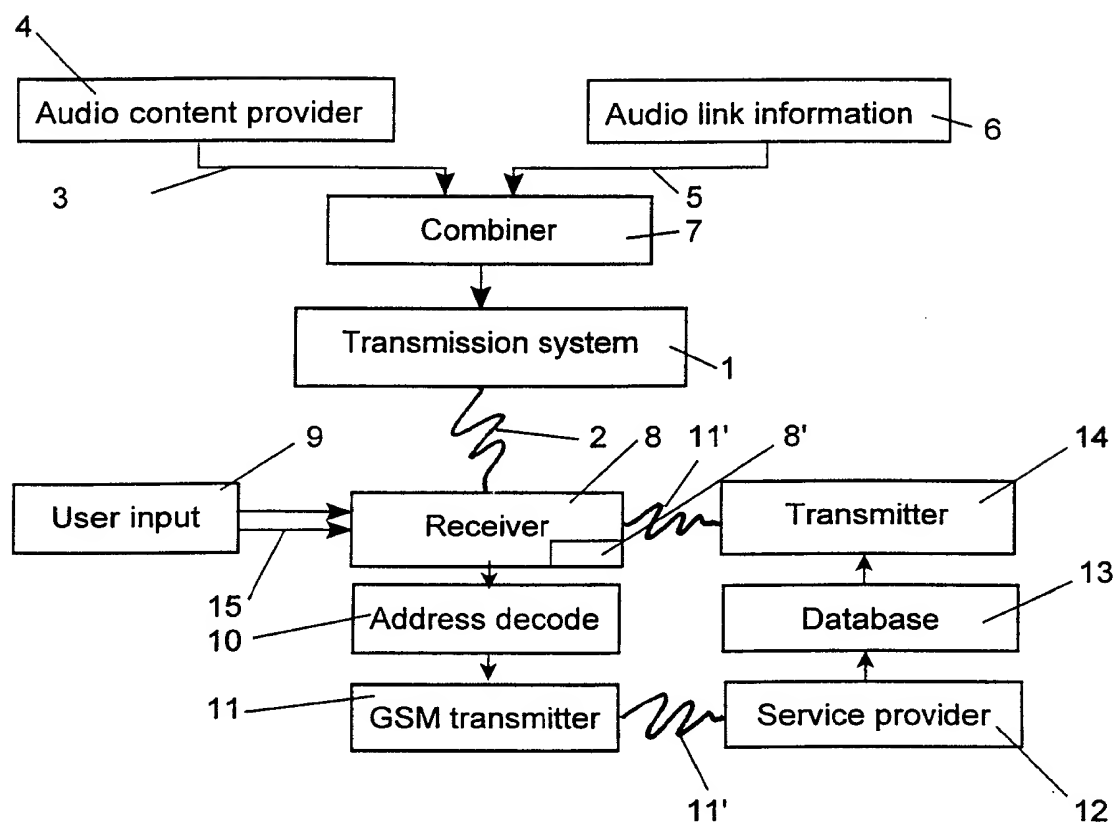 4
Audio content provider
Audio link information
6
3
5
Combiner
7
Transmission system
1
2
8
11'
8'
14
9
User input
Receiver
Transmitter
15
13
10
Address decode
Database
11
GSM transmitter
Service provider
11'
12